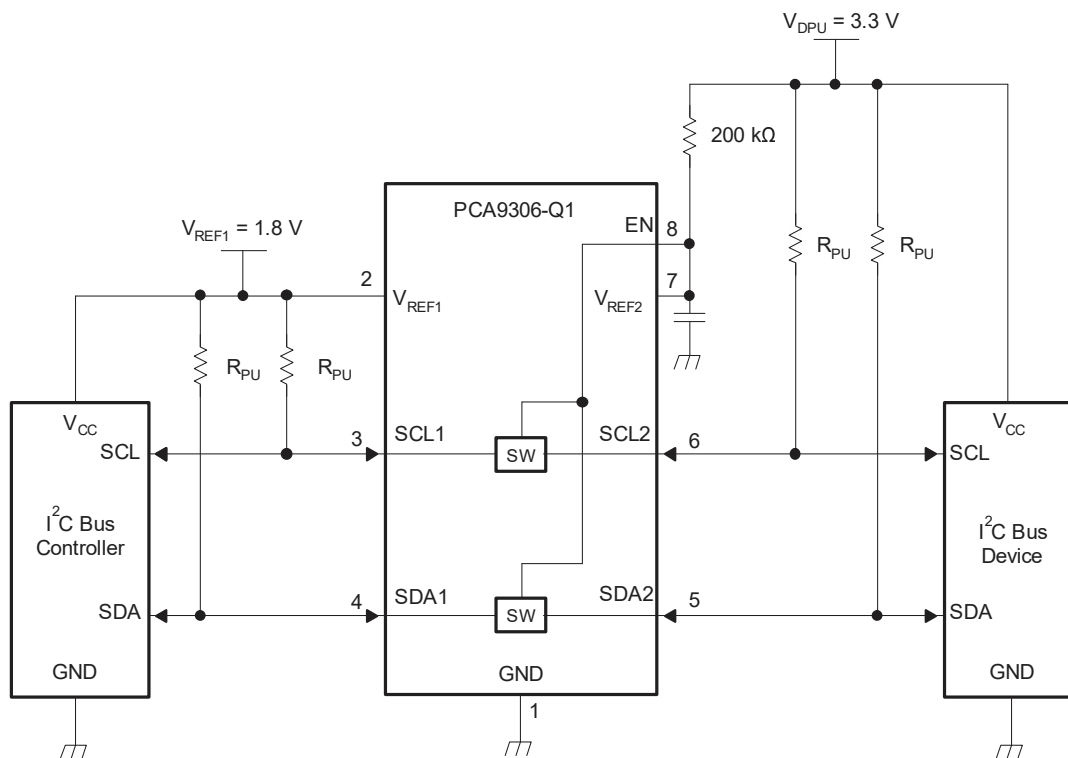 V_DPU = 3.3 V
200 kΩ
PCA9306-Q1
EN
8
V_REF1 = 1.8 V
R_PU
R_PU
2
7
V_REF1
V_REF2
R_PU
R_PU
V_CC
V_CC
SCL
3
SCL1
SW
SCL2
6
SCL
I²C Bus
Controller
I²C Bus
Device
SDA
4
SDA1
SW
SDA2
5
SDA
GND
GND
GND
1